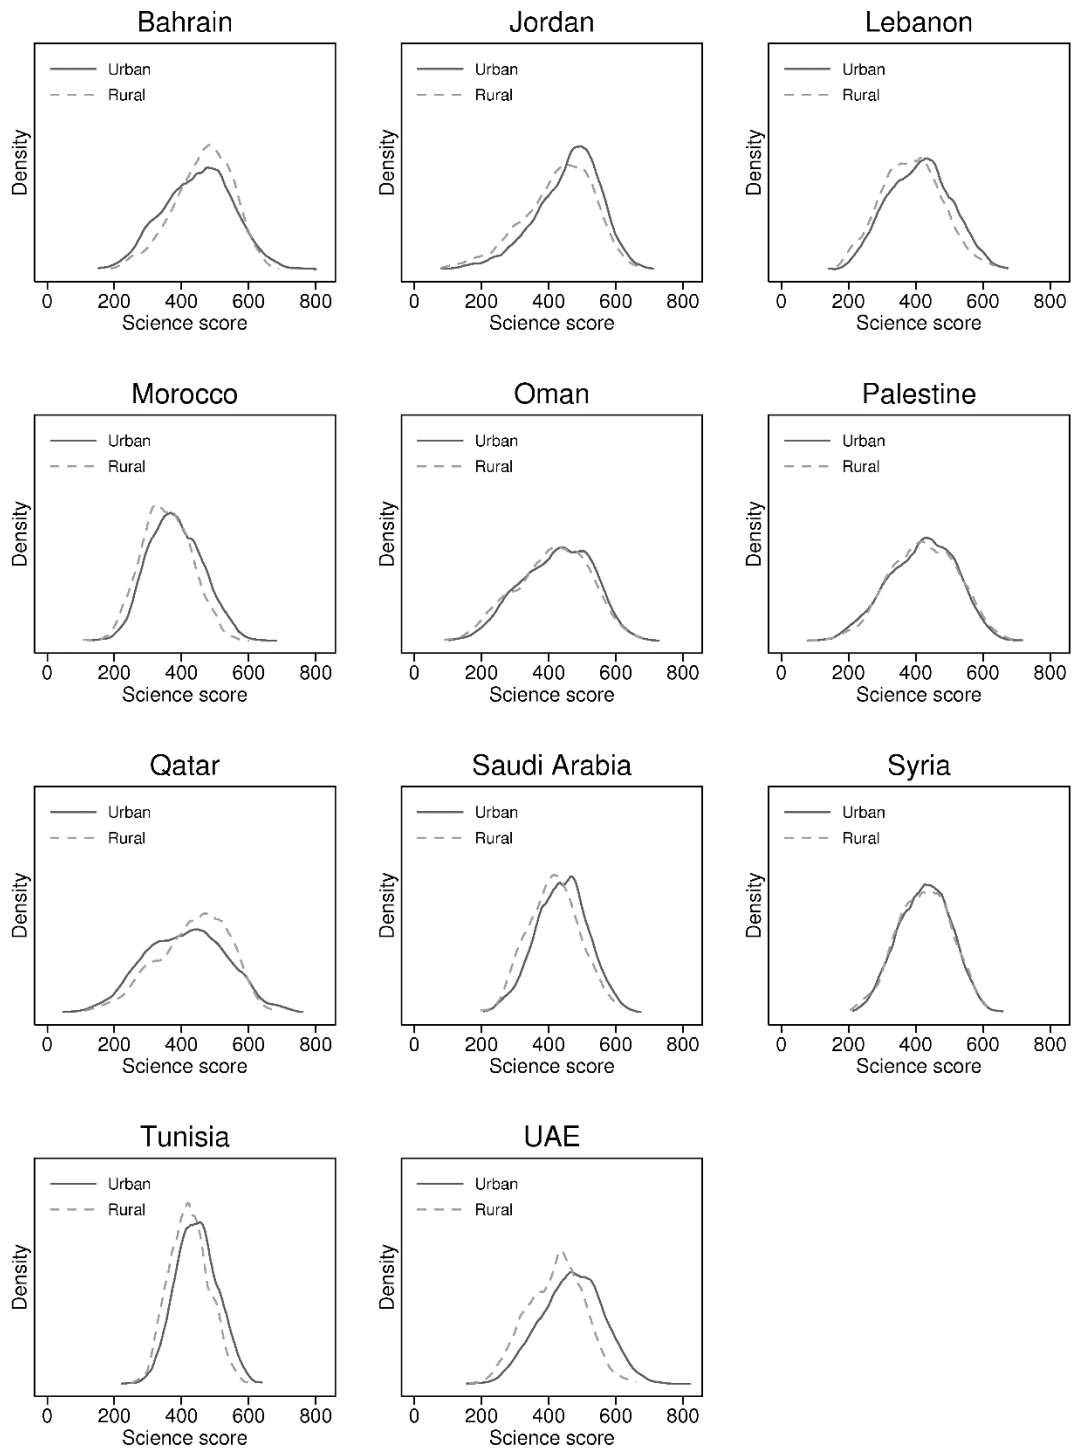 Bahrain
Urban
Rural
Density
0 200 400 600 800
Science score
Jordan
Urban
Rural
Density
0 200 400 600 800
Science score
Lebanon
Urban
Rural
Density
0 200 400 600 800
Science score
Morocco
Urban
Rural
Density
0 200 400 600 800
Science score
Oman
Urban
Rural
Density
0 200 400 600 800
Science score
Palestine
Urban
Rural
Density
0 200 400 600 800
Science score
Qatar
Urban
Rural
Density
0 200 400 600 800
Science score
Saudi Arabia
Urban
Rural
Density
0 200 400 600 800
Science score
Syria
Urban
Rural
Density
0 200 400 600 800
Science score
Tunisia
Urban
Rural
Density
0 200 400 600 800
Science score
UAE
Urban
Rural
Density
0 200 400 600 800
Science score